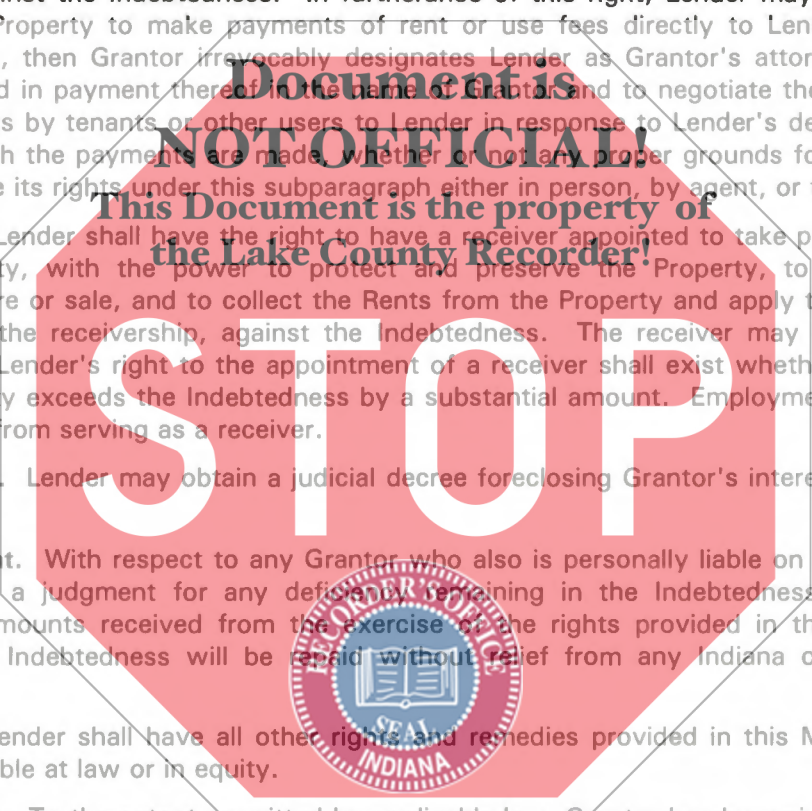 inst the Indebtedness. In furtherance of this right, Lender may
Property to make payments of rent or use fees directly to Len
, then Grantor irrevocably designates Lender as Grantor's attor
d in payment thereof in the name of Grantor and to negotiate the
s by tenants or other users to Lender in response to Lender's de
h the payments are made, whether or not any proper grounds fo
e its rights under this subparagraph either in person, by agent, or
Lender shall have the right to have a receiver appointed to take p
ty, with the power to protect and preserve the Property, to
re or sale, and to collect the Rents from the Property and apply
the receivership, against the Indebtedness. The receiver may
Lender's right to the appointment of a receiver shall exist wheth
y exceeds the Indebtedness by a substantial amount. Employme
from serving as a receiver.
. Lender may obtain a judicial decree foreclosing Grantor's intere
nt. With respect to any Grantor who also is personally liable on
a judgment for any deficiency remaining in the Indebtedness
mounts received from the exercise of the rights provided in th
Indebtedness will be repaid without relief from any Indiana o
ender shall have all other rights and remedies provided in this M
ble at law or in equity.
Document is
NOT OFFICIAL!
This Document is the property of
the Lake County Recorder!
STOP
RECORDER'S OFFICE
SEAL
INDIANA